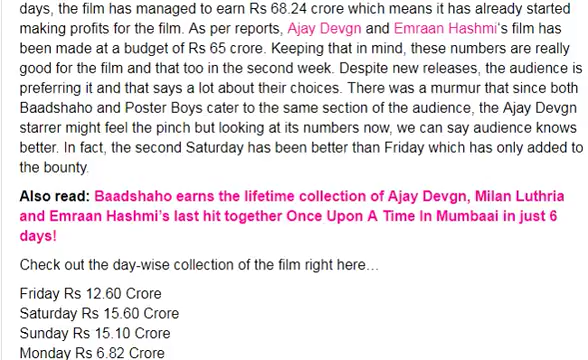 days, the film has managed to earn Rs 68.24 crore which means it has already started
making profits for the film. As per reports, Ajay Devgn and Emraan Hashmi's film has
been made at a budget of Rs 65 crore. Keeping that in mind, these numbers are really
good for the film and that too in the second week. Despite new releases, the audience is
preferring it and that says a lot about their choices. There was a murmur that since both
Baadshaho and Poster Boys cater to the same section of the audience, the Ajay Devgn
starrer might feel the pinch but looking at its numbers now, we can say audience knows
better. In fact, the second Saturday has been better than Friday which has only added to
the bounty.
Also read: Baadshaho earns the lifetime collection of Ajay Devgn, Milan Luthria
and Emraan Hashmi's last hit together Once Upon A Time In Mumbaai in just 6
days!
Check out the day-wise collection of the film right here…
Friday Rs 12.60 Crore
Saturday Rs 15.60 Crore
Sunday Rs 15.10 Crore
Monday Rs 6.82 Crore